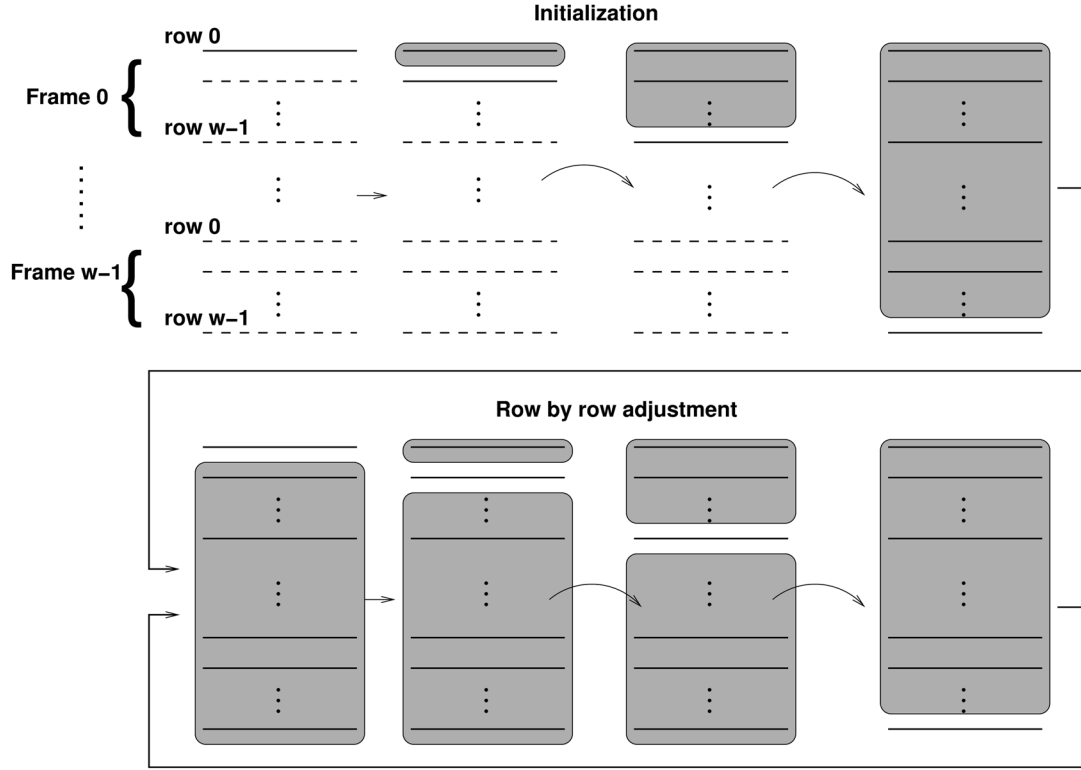 Initialization
row 0
Frame 0
row w−1
row 0
Frame w−1
row w−1
Row by row adjustment